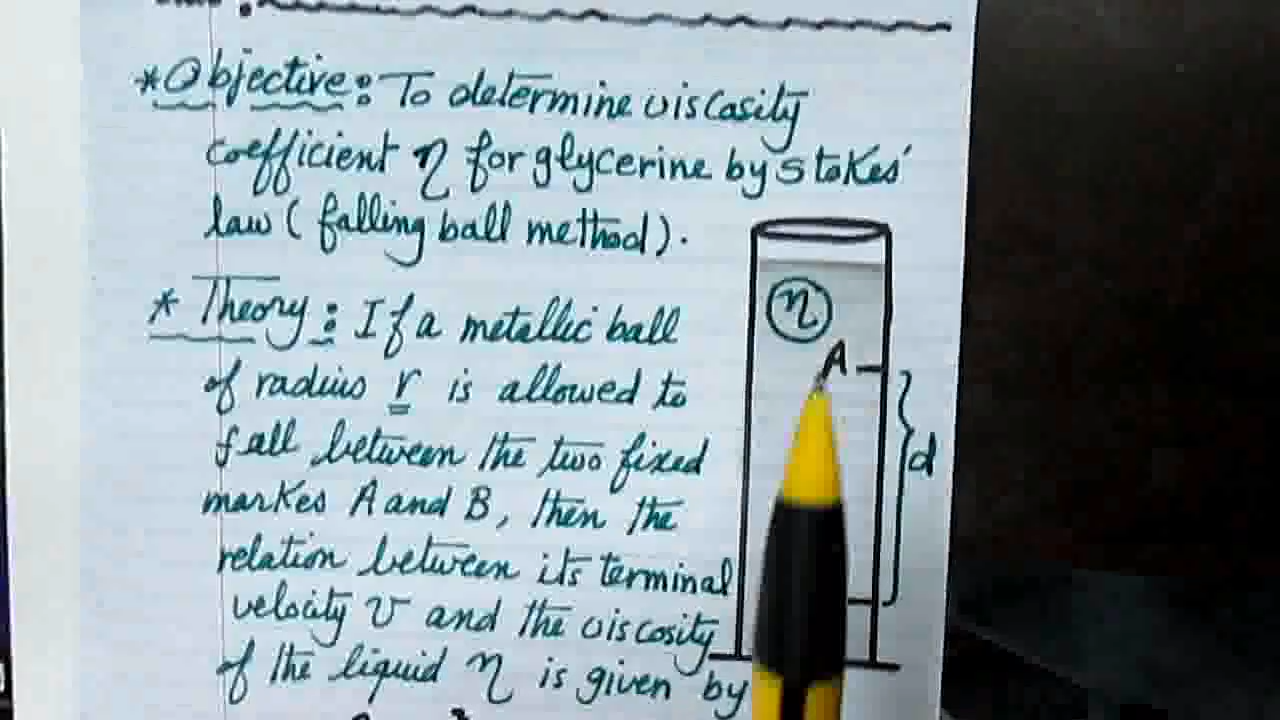 *Objective: To determine viscasity
coefficient η for glycerine by stokes'
law (falling ball method).
* Theory: If a metallic ball
of radius r is allowed to
fall between the two fixed
markes A and B, then the
relation between its terminal
velocity v and the viscosity
of the liquid η is given by
η
A
d